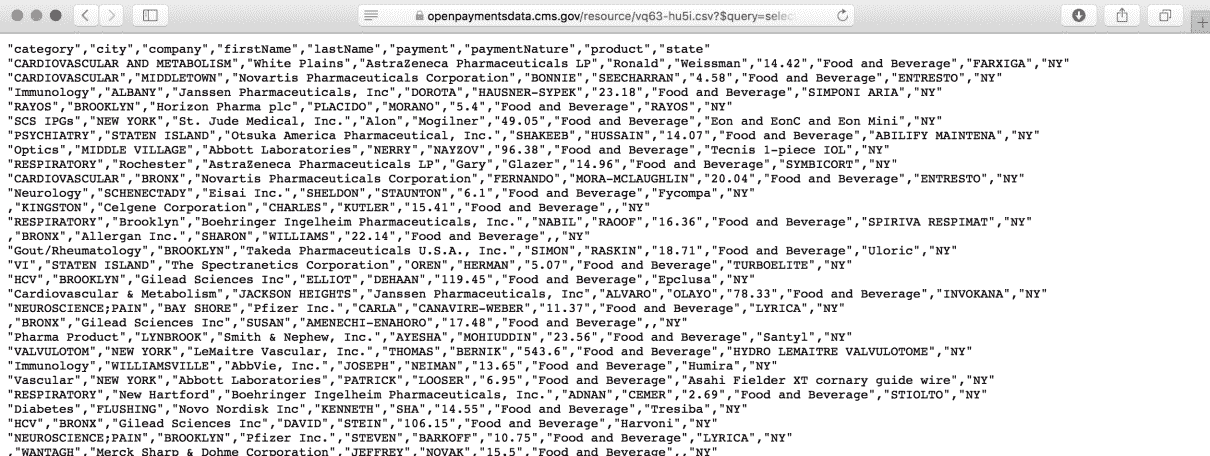 openpaymentsdata.cms.gov/resource/vq63-hu5i.csv?$query=selec
"category","city","company","firstName","lastName","payment","paymentNature","product","state"
"CARDIOVASCULAR AND METABOLISM","White Plains","AstraZeneca Pharmaceuticals LP","Ronald","Weissman","14.42","Food and Beverage","FARXIGA","NY"
"CARDIOVASCULAR","MIDDLETOWN","Novartis Pharmaceuticals Corporation","BONNIE","SEECHARRAN","4.58","Food and Beverage","ENTRESTO","NY"
"Immunology","ALBANY","Janssen Pharmaceuticals, Inc","DOROTA","HAUSNER-SYPEK","23.18","Food and Beverage","SIMPONI ARIA","NY"
"RAYOS","BROOKLYN","Horizon Pharma plc","PLACIDO","MORANO","5.4","Food and Beverage","RAYOS","NY"
"SCS IPGs","NEW YORK","St. Jude Medical, Inc.","Alon","Mogilner","49.05","Food and Beverage","Eon and EonC and Eon Mini","NY"
"PSYCHIATRY","STATEN ISLAND","Otsuka America Pharmaceutical, Inc.","SHAKEEB","HUSSAIN","14.07","Food and Beverage","ABILIFY MAINTENA","NY"
"Optics","MIDDLE VILLAGE","Abbott Laboratories","NERRY","NAYZOV","96.38","Food and Beverage","Tecnis 1-piece IOL","NY"
"RESPIRATORY","Rochester","AstraZeneca Pharmaceuticals LP","Gary","Glazer","14.96","Food and Beverage","SYMBICORT","NY"
"CARDIOVASCULAR","BRONX","Novartis Pharmaceuticals Corporation","FERNANDO","MORA-MCLAUGHLIN","20.04","Food and Beverage","ENTRESTO","NY"
"Neurology","SCHENECTADY","Eisai Inc.","SHELDON","STAUNTON","6.1","Food and Beverage","Fycompa","NY"
,"KINGSTON","Celgene Corporation","CHARLES","KUTLER","15.41","Food and Beverage",,"NY"
"RESPIRATORY","Brooklyn","Boehringer Ingelheim Pharmaceuticals, Inc.","NABIL","RAOOF","16.36","Food and Beverage","SPIRIVA RESPIMAT","NY"
,"BRONX","Allergan Inc.","SHARON","WILLIAMS","22.14","Food and Beverage",,"NY"
"Gout/Rheumatology","BROOKLYN","Takeda Pharmaceuticals U.S.A., Inc.","SIMON","RASKIN","18.71","Food and Beverage","Uloric","NY"
"VI","STATEN ISLAND","The Spectranetics Corporation","OREN","HERMAN","5.07","Food and Beverage","TURBOELITE","NY"
"HCV","BROOKLYN","Gilead Sciences Inc","ELLIOT","DEHAAN","119.45","Food and Beverage","Epclusa","NY"
"Cardiovascular & Metabolism","JACKSON HEIGHTS","Janssen Pharmaceuticals, Inc","ALVARO","OLAYO","78.33","Food and Beverage","INVOKANA","NY"
"NEUROSCIENCE;PAIN","BAY SHORE","Pfizer Inc.","CARLA","CANAVIRE-WEBER","11.37","Food and Beverage","LYRICA","NY"
,"BRONX","Gilead Sciences Inc","SUSAN","AMENECHI-ENAHORO","17.48","Food and Beverage",,"NY"
"Pharma Product","LYNBROOK","Smith & Nephew, Inc.","AYESHA","MOHIUDDIN","23.56","Food and Beverage","Santyl","NY"
"VALVULOTOM","NEW YORK","LeMaitre Vascular, Inc.","THOMAS","BERNIK","543.6","Food and Beverage","HYDRO LEMAITRE VALVULOTOME","NY"
"Immunology","WILLIAMSVILLE","AbbVie, Inc.","JOSEPH","NEIMAN","13.65","Food and Beverage","Humira","NY"
"Vascular","NEW YORK","Abbott Laboratories","PATRICK","LOOSER","6.95","Food and Beverage","Asahi Fielder XT cornary guide wire","NY"
"RESPIRATORY","New Hartford","Boehringer Ingelheim Pharmaceuticals, Inc.","ADNAN","CEMER","2.69","Food and Beverage","STIOLTO","NY"
"Diabetes","FLUSHING","Novo Nordisk Inc","KENNETH","SHA","14.55","Food and Beverage","Tresiba","NY"
"HCV","BRONX","Gilead Sciences Inc","DAVID","STEIN","106.15","Food and Beverage","Harvoni","NY"
"NEUROSCIENCE;PAIN","BROOKLYN","Pfizer Inc.","STEVEN","BARKOFF","10.75","Food and Beverage","LYRICA","NY"
,"WANTAGH","Merck Sharp & Dohme Corporation","JEFFREY","NOVAK","15.5","Food and Beverage",,"NY"